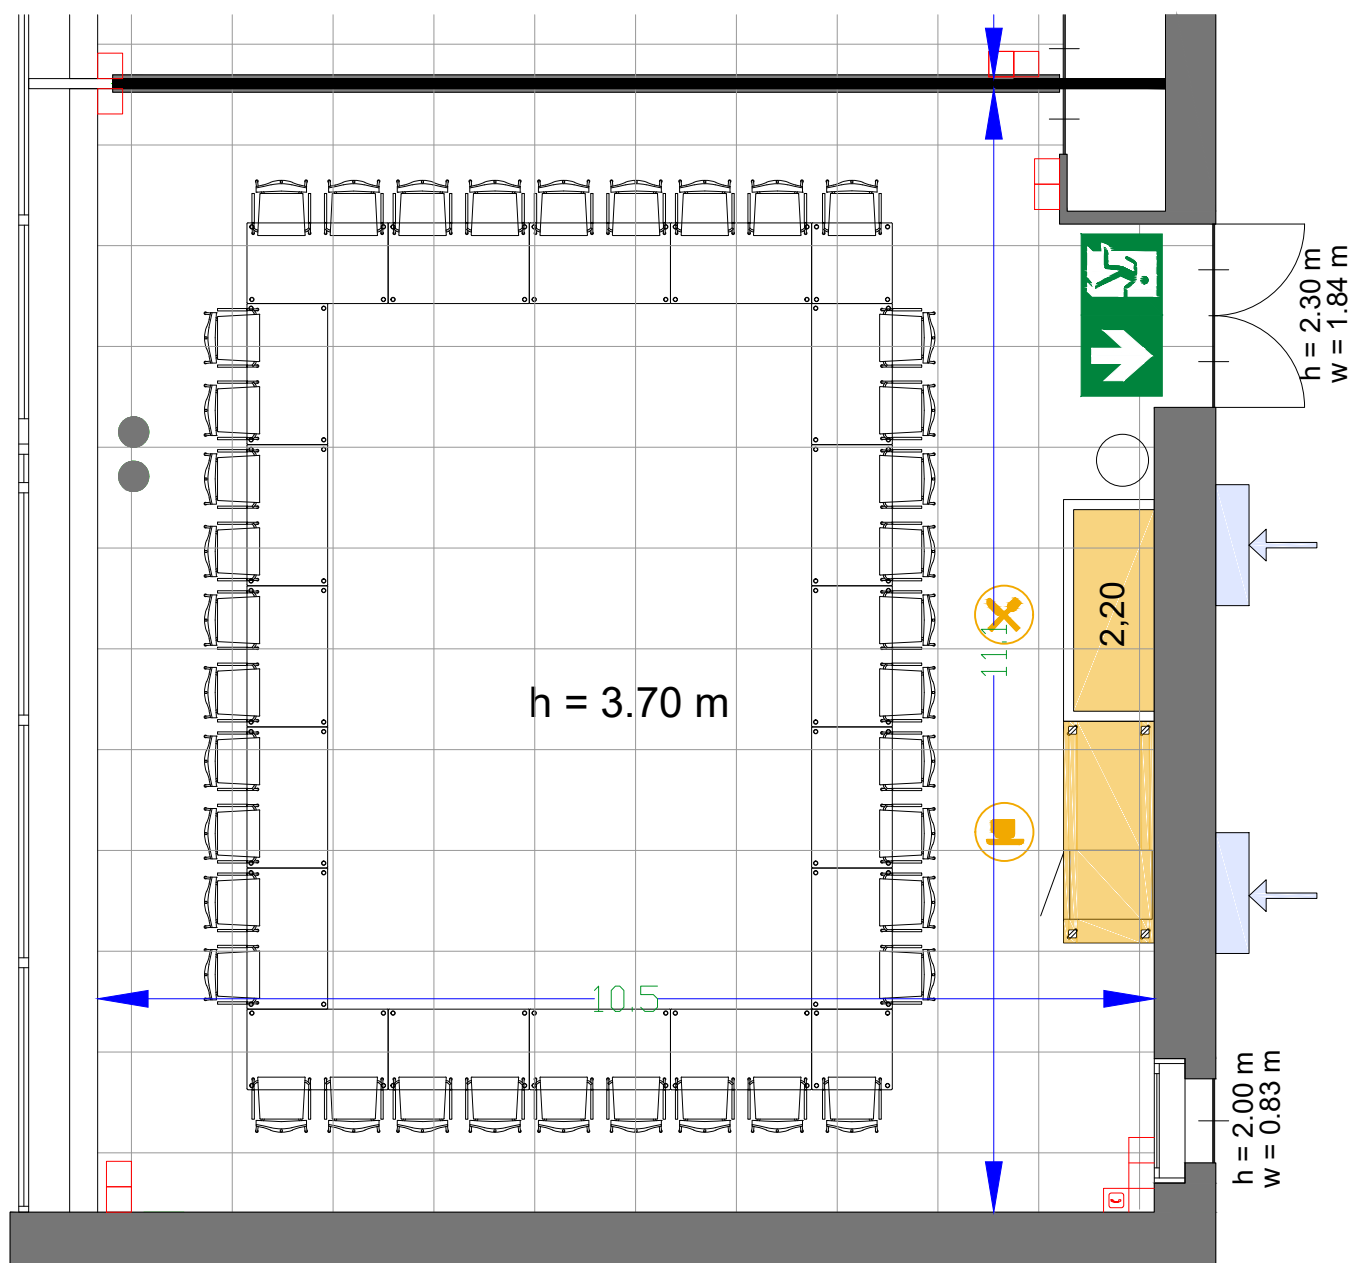 h = 2.30 m
w = 1.84 m
2,20
11.1
h = 3.70 m
10.5
h = 2.00 m
w = 0.83 m